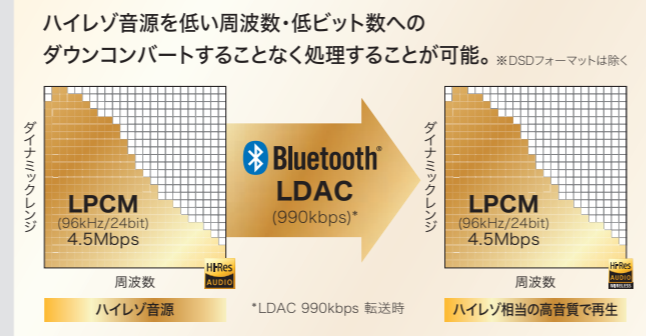 ハイレゾ音源を低い周波数・低ビット数への
ダウンコンバートすることなく処理することが可能。 ※DSDフォーマットは除く
ダイナミックレンジ
LPCM
(96kHz/24bit)
4.5Mbps
周波数
Hi-Res
AUDIO
ハイレゾ音源
Bluetooth®
LDAC
(990kbps)*
*LDAC 990kbps 転送時
ダイナミックレンジ
LPCM
(96kHz/24bit)
4.5Mbps
周波数
Hi-Res
AUDIO
WIRELESS
ハイレゾ相当の高音質で再生